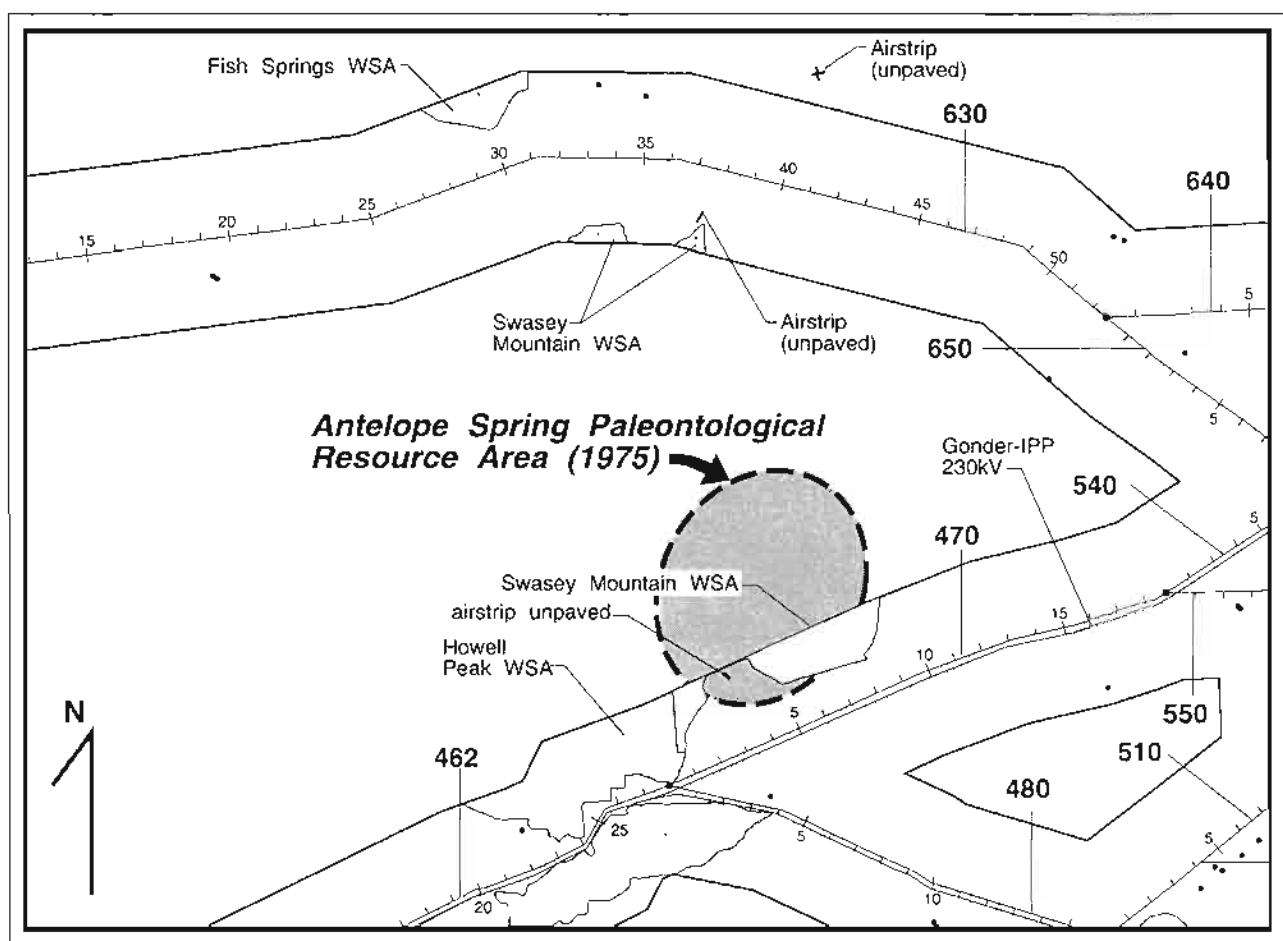 Fish Springs WSA
Airstrip
(unpaved)
630
640
15
20
25
30
35
40
45
50
5
Swasey
Mountain WSA
Airstrip
(unpaved)
650
5
Antelope Spring Paleontological
Resource Area (1975)
Gonder-IPP
230kV
540
5
470
Swasey Mountain WSA
airstrip unpaved
Howell
Peak WSA
15
10
5
550
510
N
462
480
25
20
5
10
5